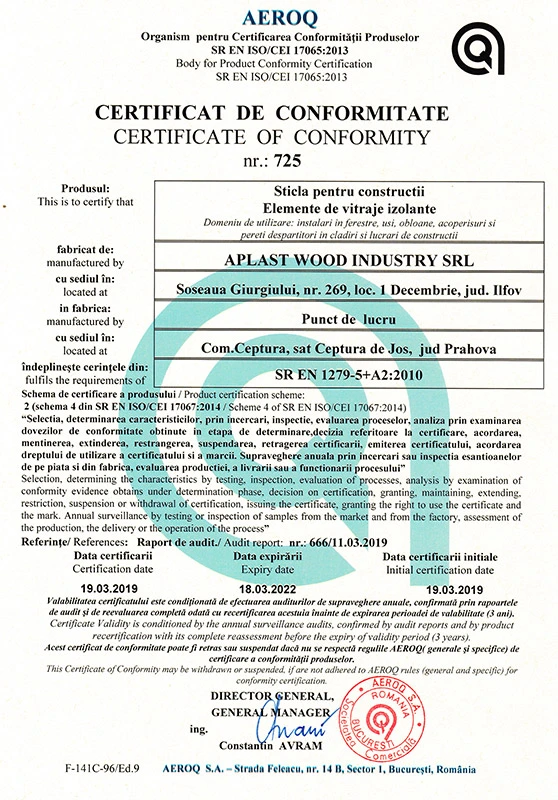 AEROQ
Organism pentru Certificarea Conformităţii Produselor
SR EN ISO/CEI 17065:2013
Body for Product Conformity Certification
SR EN ISO/CEI 17065:2013
CERTIFICAT DE CONFORMITATE
CERTIFICATE OF CONFORMITY
nr.: 725
Produsul:
This is to certify that
Sticla pentru constructii
Elemente de vitraje izolante
Domeniu de utilizare: instalari in ferestre, usi, obloane, acoperisuri si
pereti despartitori in cladiri si lucrari de constructii
fabricat de:
manufactured by
APLAST WOOD INDUSTRY SRL
cu sediul în:
located at
Soseaua Giurgiului, nr. 269, loc. 1 Decembrie, jud. Ilfov
in fabrica:
manufactured by
Punct de lucru
cu sediul în:
located at
Com.Ceptura, sat Ceptura de Jos, jud Prahova
îndeplineşte cerinţele din:
fulfils the requirements of
SR EN 1279-5+A2:2010
Schema de certificare a produsului / Product certification scheme:
2 (schema 4 din SR EN ISO/CEI 17067:2014 / Scheme 4 of SR EN ISO/CEI 17067:2014)
“Selectia, determinarea caracteristicilor, prin incercari, inspectie, evaluarea proceselor, analiza prin examinarea
dovezilor de conformitate obtinute in etapa de determinare,decizia referitoare la certificare, acordarea,
mentinerea, extinderea, restrangerea, suspendarea, retragerea certificarii, emiterea certificatului, acordarea
dreptului de utilizare a certificatului si a marcii. Supraveghere anuala prin incercari sau inspectia esantioanelor
de pe piata si din fabrica, evaluarea productiei, a livrarii sau a functionarii procesului”
Selection, determining the characteristics by testing, inspection, evaluation of processes, analysis by examination of
conformity evidence obtains under determination phase, decision on certification, granting, maintaining, extending,
restriction, suspension or withdrawal of certification, issuing the certificate, granting the right to use the certificate and
the mark. Annual surveillance by testing or inspection of samples from the market and from the factory, assessment of
the production, the delivery or the operation of the process”
Referinţe/ References: Raport de audit./ Audit report: nr.: 666/11.03.2019
Data certificarii
Certification date
19.03.2019
Data expirării
Expiry date
18.03.2022
Data certificarii initiale
Initial certification date
19.03.2019
Valabilitatea certificatului este condiţionată de efectuarea auditurilor de supraveghere anuale, confirmată prin rapoartele
de audit şi de reevaluarea completă odată cu recertificarea acestuia înainte de expirarea perioadei de valabilitate (3 ani).
Certificate Validity is conditioned by the annual surveillance audits, confirmed by audit reports and by product
recertification with its complete reassessment before the expiry of validity period (3 years).
Acest certificat de conformitate poate fi retras sau suspendat dacă nu se respectă regulile AEROQ( generale şi specifice) de
certificare a conformităţii produselor.
This Certificate of Conformity may be withdrawn or suspended, if are not adhered to AEROQ rules (general and specific) for
conformity certification.
DIRECTOR GENERAL,
GENERAL MANAGER
ing.
Constantin AVRAM
AEROQ S.A.
ROMANIA
BUCURESTI
Societatea Comercială
F-141C-96/Ed.9
AEROQ S.A. – Strada Feleacu, nr. 14 B, Sector 1, Bucureşti, România